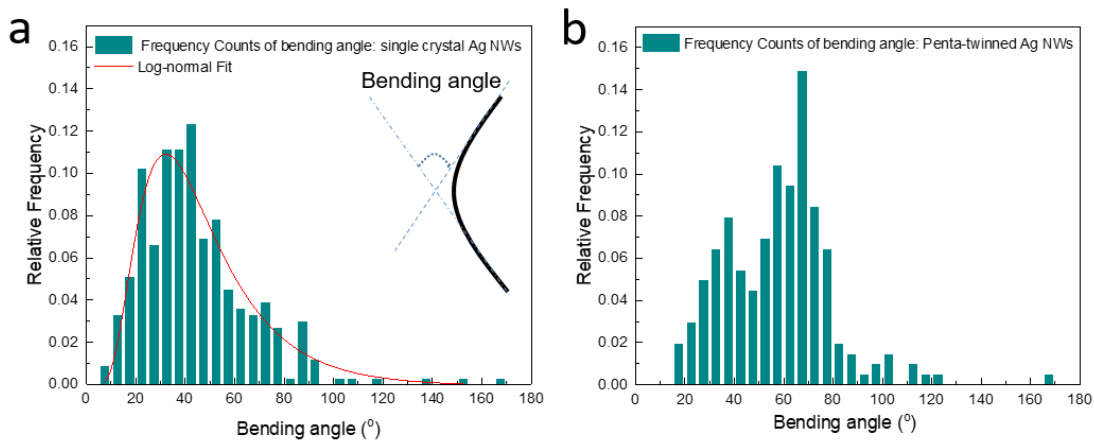 a
Frequency Counts of bending angle: single crystal Ag NWs
Log-normal Fit
Bending angle
Relative Frequency
0.16
0.14
0.12
0.10
0.08
0.06
0.04
0.02
0.00
0 20 40 60 80 100 120 140 160 180
Bending angle (°)
b
Frequency Counts of bending angle: Penta-twinned Ag NWs
Relative Frequency
0.16
0.14
0.12
0.10
0.08
0.06
0.04
0.02
0.00
0 20 40 60 80 100 120 140 160 180
Bending angle (°)